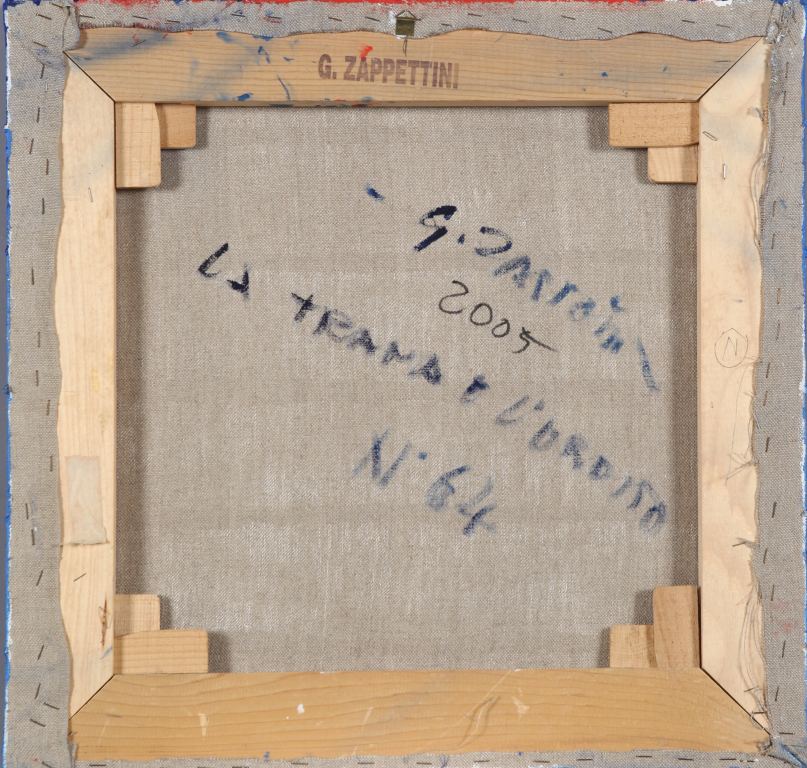 G. ZAPPETTINI
G. Zappettini
2005
LA TRAMA E L'ORDITO
N. 64
N